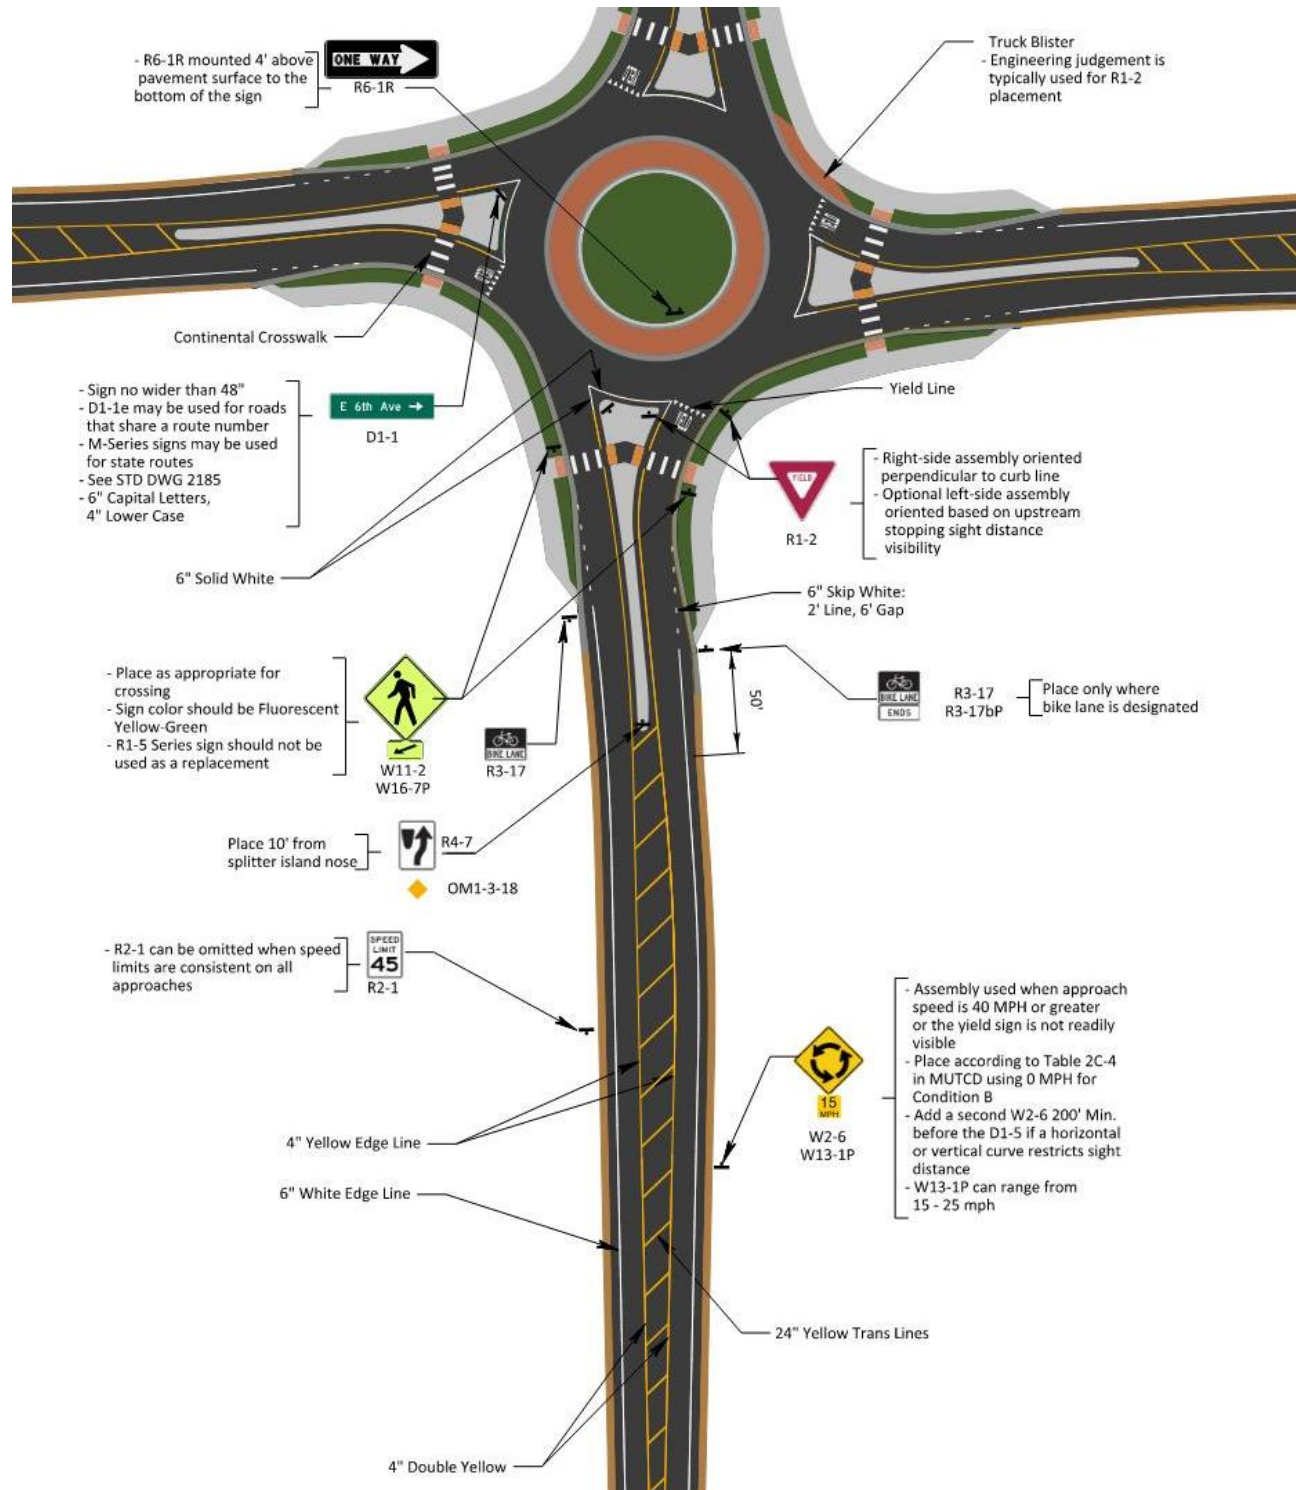 - R6-1R mounted 4' above
pavement surface to the
bottom of the sign
ONE WAY
R6-1R
Truck Blister
- Engineering judgement is
typically used for R1-2
placement
Continental Crosswalk
- Sign no wider than 48"
- D1-1e may be used for roads
that share a route number
- M-Series signs may be used
for state routes
- See STD DWG 2185
- 6" Capital Letters,
4" Lower Case
E 6th Ave →
D1-1
Yield Line
YIELD
R1-2
- Right-side assembly oriented
perpendicular to curb line
- Optional left-side assembly
oriented based on upstream
stopping sight distance
visibility
6" Solid White
6" Skip White:
2' Line, 6' Gap
- Place as appropriate for
crossing
- Sign color should be Fluorescent
Yellow-Green
- R1-5 Series sign should not be
used as a replacement
W11-2
W16-7P
BIKE LANE
R3-17
50'
BIKE LANE
ENDS
R3-17
R3-17bP
Place only where
bike lane is designated
Place 10' from
splitter island nose
R4-7
OM1-3-18
- R2-1 can be omitted when speed
limits are consistent on all
approaches
SPEED
LIMIT
45
R2-1
15
MPH
W2-6
W13-1P
- Assembly used when approach
speed is 40 MPH or greater
or the yield sign is not readily
visible
- Place according to Table 2C-4
in MUTCD using 0 MPH for
Condition B
- Add a second W2-6 200' Min.
before the D1-5 if a horizontal
or vertical curve restricts sight
distance
- W13-1P can range from
15 - 25 mph
4" Yellow Edge Line
6" White Edge Line
24" Yellow Trans Lines
4" Double Yellow